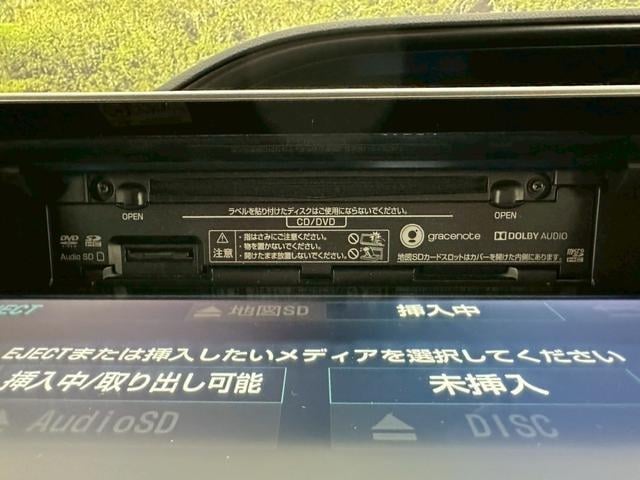 OPEN
ラベルを貼り付けたディスクはご使用にならないでください。
CD/DVD
OPEN
DVD
Audio SD
注意
・指はさみにご注意ください。
・物を置かないでください。
・開けたまま放置しないでください。
gracenote
DOLBY AUDIO
地図SDカードスロットはカバーを開けた内側にあります。
地図SD 挿入中
EJECTまたは挿入したいメディアを選択してください
挿入中/取り出し可能 未挿入
AudioSD DISC